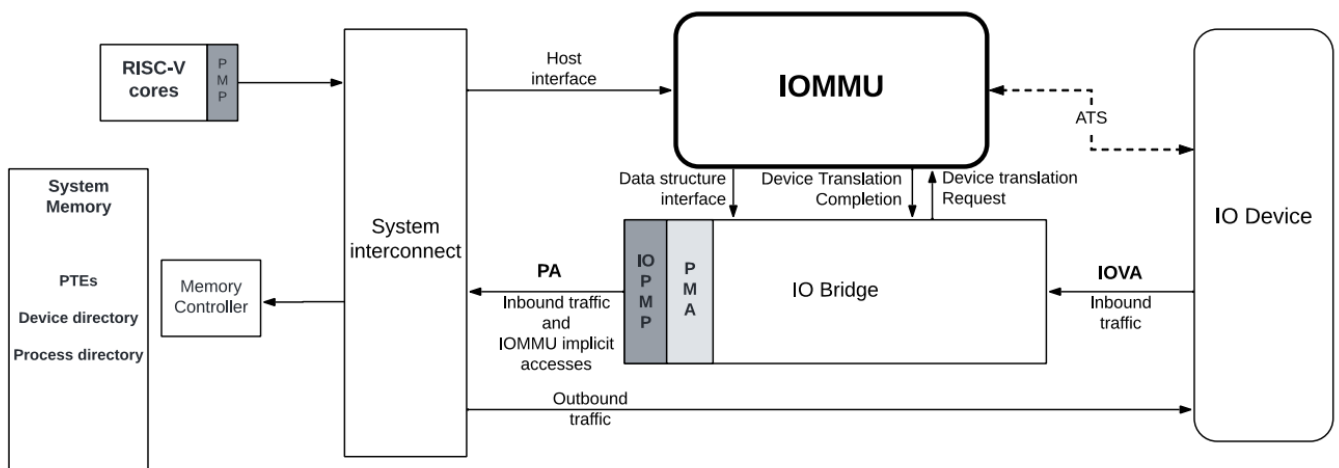 RISC-V
cores
P
M
P
System
Memory
PTEs
Device directory
Process directory
Memory
Controller
System
interconnect
Host
interface
IOMMU
ATS
Data structure
interface
Device Translation
Completion
Device translation
Request
PA
Inbound traffic
and
IOMMU implicit
accesses
IO
P
M
P
P
M
A
IO Bridge
IOVA
Inbound
traffic
IO Device
Outbound
traffic